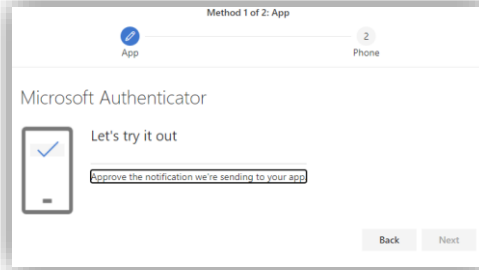 Method 1 of 2: App
2
App
Phone
Microsoft Authenticator
Let's try it out
Approve the notification we're sending to your app.
Back
Next